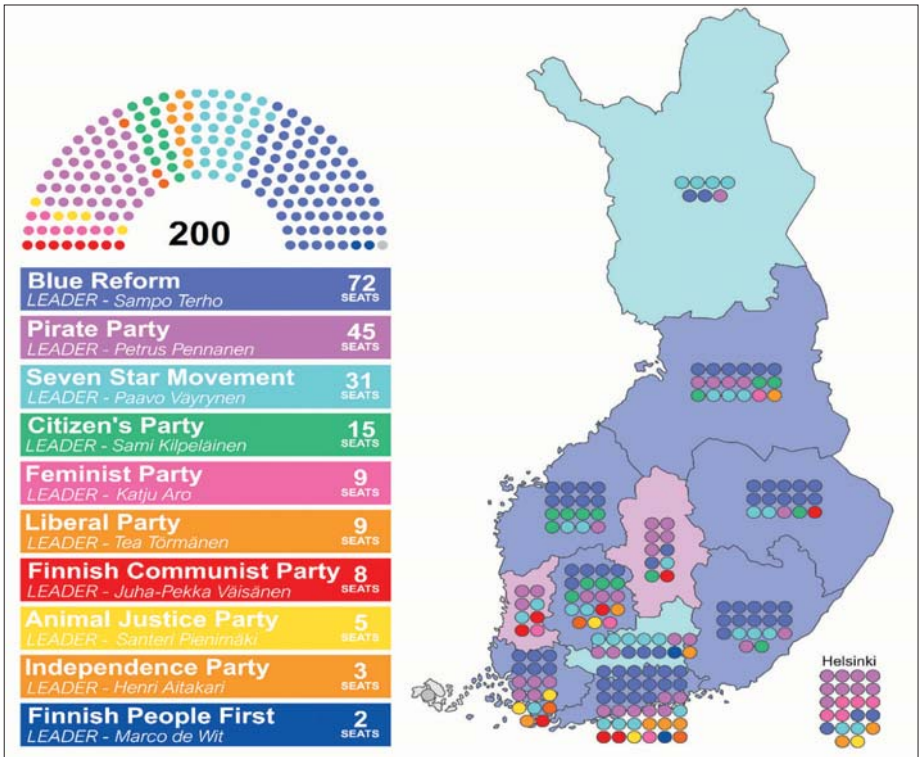 200
Blue Reform 72
LEADER - Sampo Terho SEATS
Pirate Party 45
LEADER - Petrus Pennanen SEATS
Seven Star Movement 31
LEADER - Paavo Väyrynen SEATS
Citizen's Party 15
LEADER - Sami Kilpeläinen SEATS
Feminist Party 9
LEADER - Katju Aro SEATS
Liberal Party 9
LEADER - Tea Törmänen SEATS
Finnish Communist Party 8
LEADER - Juha-Pekka Väisänen SEATS
Animal Justice Party 5
LEADER - Santeri Pienimäki SEATS
Independence Party 3
LEADER - Henri Aitakari SEATS
Finnish People First 2
LEADER - Marco de Wit SEATS
Helsinki